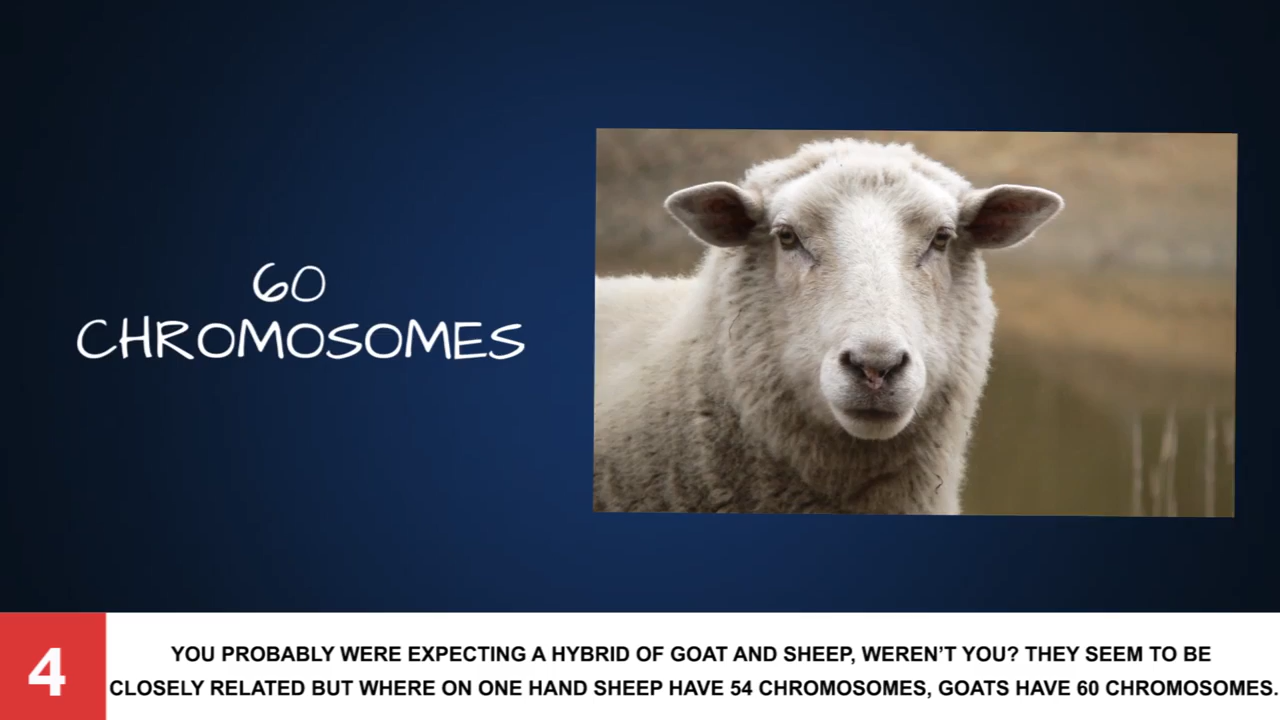 60
CHROMOSOMES
4
YOU PROBABLY WERE EXPECTING A HYBRID OF GOAT AND SHEEP, WEREN’T YOU? THEY SEEM TO BE
CLOSELY RELATED BUT WHERE ON ONE HAND SHEEP HAVE 54 CHROMOSOMES, GOATS HAVE 60 CHROMOSOMES.